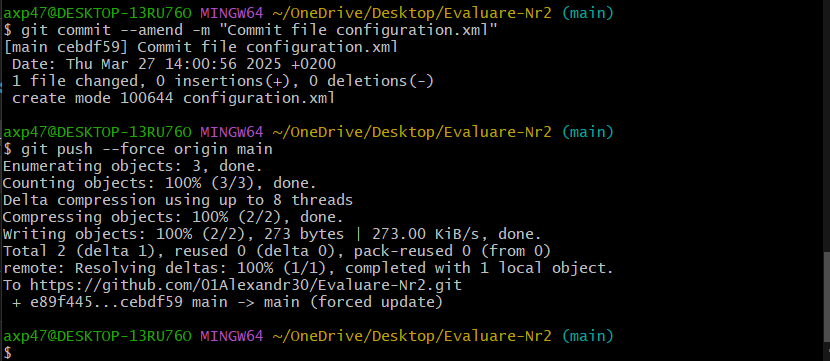 axp47@DESKTOP-13RU76O MINGW64 ~/OneDrive/Desktop/Evaluare-Nr2 (main)
$ git commit --amend -m "Commit file configuration.xml"
[main cebdf59] Commit file configuration.xml
 Date: Thu Mar 27 14:00:56 2025 +0200
 1 file changed, 0 insertions(+), 0 deletions(-)
 create mode 100644 configuration.xml

axp47@DESKTOP-13RU76O MINGW64 ~/OneDrive/Desktop/Evaluare-Nr2 (main)
$ git push --force origin main
Enumerating objects: 3, done.
Counting objects: 100% (3/3), done.
Delta compression using up to 8 threads
Compressing objects: 100% (2/2), done.
Writing objects: 100% (2/2), 273 bytes | 273.00 KiB/s, done.
Total 2 (delta 1), reused 0 (delta 0), pack-reused 0 (from 0)
remote: Resolving deltas: 100% (1/1), completed with 1 local object.
To https://github.com/01Alexandr30/Evaluare-Nr2.git
 + e89f445...cebdf59 main -> main (forced update)

axp47@DESKTOP-13RU76O MINGW64 ~/OneDrive/Desktop/Evaluare-Nr2 (main)
$